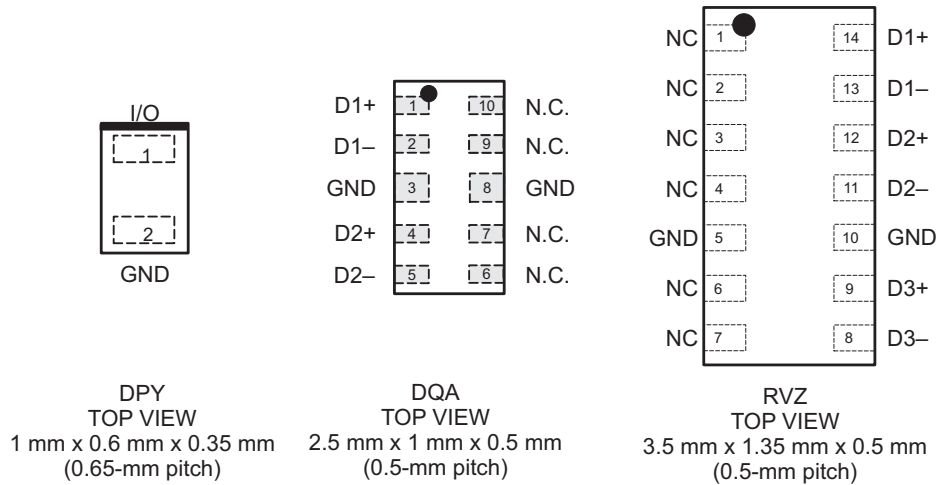 I/O
1
2
GND
DPY
TOP VIEW
1 mm x 0.6 mm x 0.35 mm
(0.65-mm pitch)
D1+ 1 10 N.C.
D1– 2 9 N.C.
GND 3 8 GND
D2+ 4 7 N.C.
D2– 5 6 N.C.
DQA
TOP VIEW
2.5 mm x 1 mm x 0.5 mm
(0.5-mm pitch)
NC 1 14 D1+
NC 2 13 D1–
NC 3 12 D2+
NC 4 11 D2–
GND 5 10 GND
NC 6 9 D3+
NC 7 8 D3–
RVZ
TOP VIEW
3.5 mm x 1.35 mm x 0.5 mm
(0.5-mm pitch)